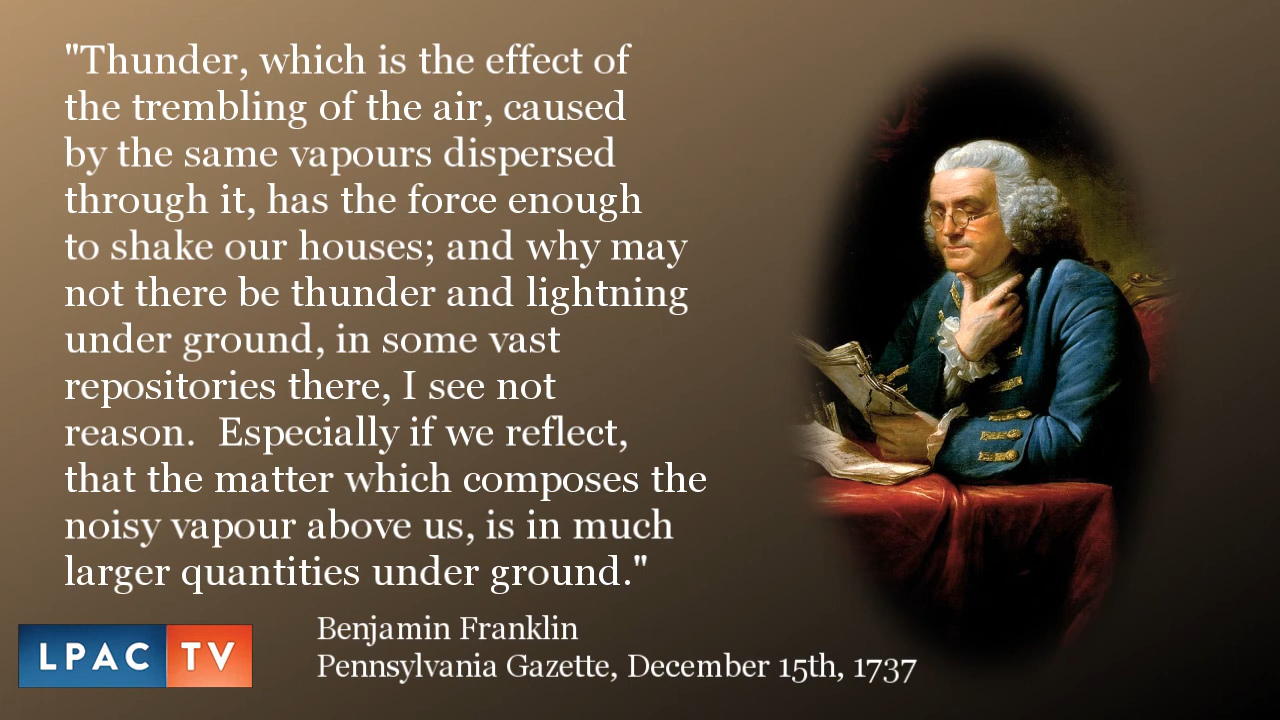 "Thunder, which is the effect of
the trembling of the air, caused
by the same vapours dispersed
through it, has the force enough
to shake our houses; and why may
not there be thunder and lightning
under ground, in some vast
repositories there, I see not
reason.  Especially if we reflect,
that the matter which composes the
noisy vapour above us, is in much
larger quantities under ground."
Benjamin Franklin
Pennsylvania Gazette, December 15th, 1737
LPAC TV